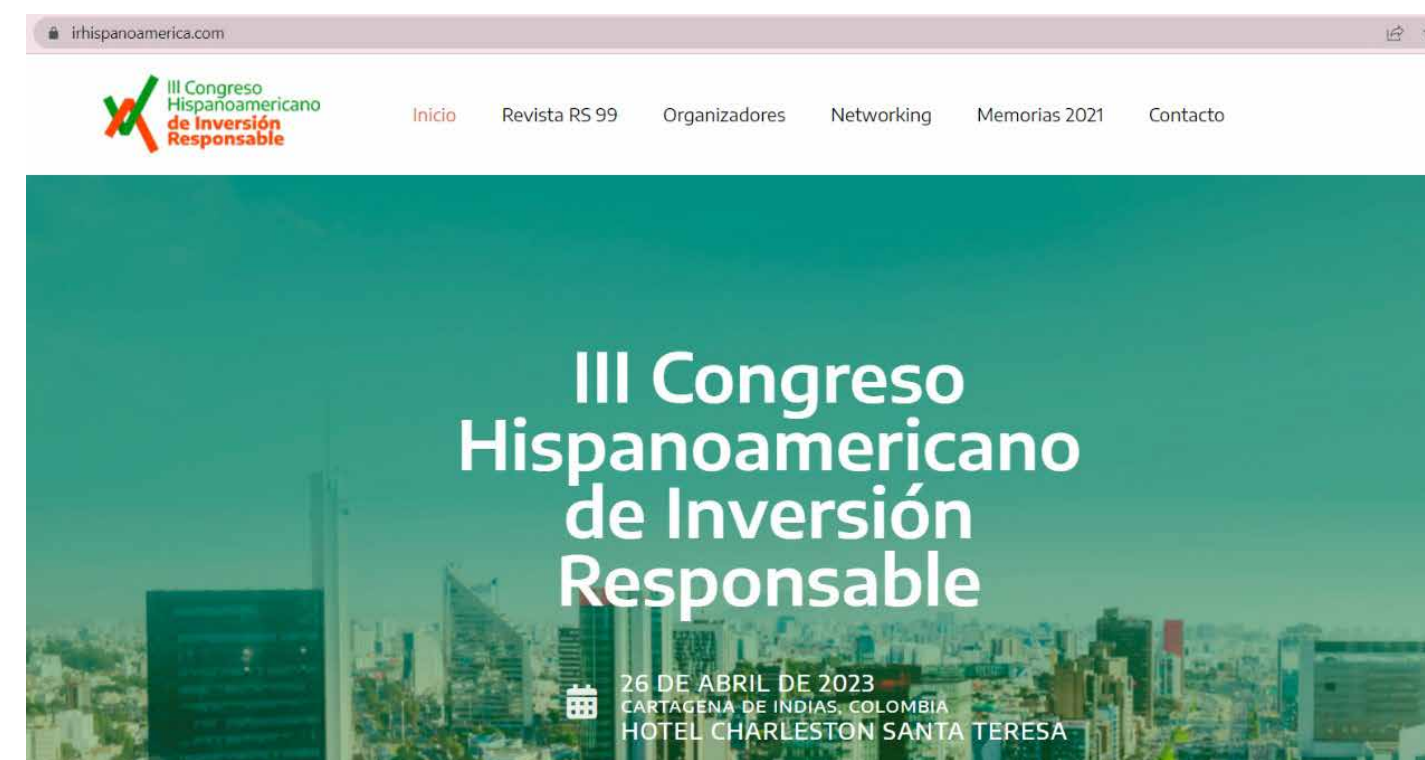 irhispanoamerica.com
III Congreso
Hispanoamericano
de Inversión
Responsable
Inicio Revista RS 99 Organizadores Networking Memorias 2021 Contacto
III Congreso
Hispanoamericano
de Inversión
Responsable
26 DE ABRIL DE 2023
CARTAGENA DE INDIAS, COLOMBIA
HOTEL CHARLESTON SANTA TERESA